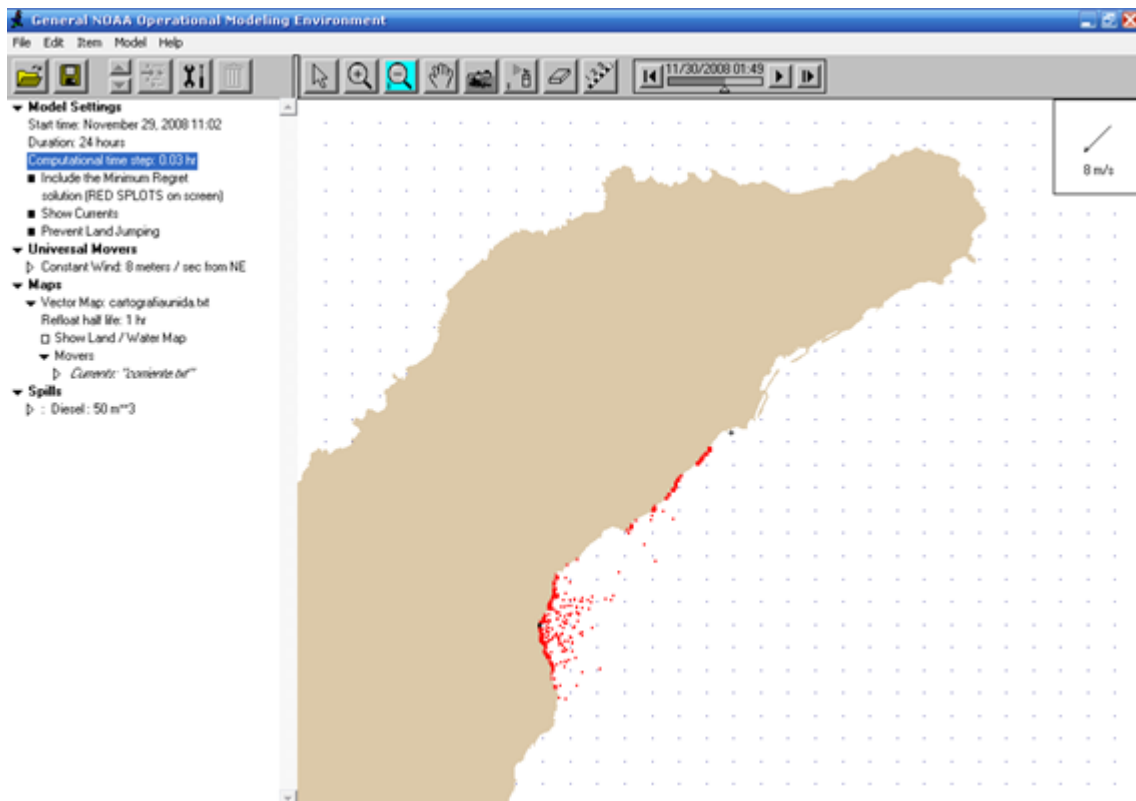 General NOAA Operational Modeling Environment
File Edit Item Model Help
11/30/2008 01:49
Model Settings
Start time: November 29, 2008 11:02
Duration: 24 hours
Computational time step: 0.03 hr
Include the Minimum Regret
solution (RED SPLOTS on screen)
Show Currents
Prevent Land Jumping
Universal Movers
Constant Wind: 8 meters / sec from NE
Maps
Vector Map: cartografiaunida.txt
Refloat half life: 1 hr
Show Land / Water Map
Movers
Currents: "corriente.txt"
Spills
: Diesel : 50 m**3
8 m/s